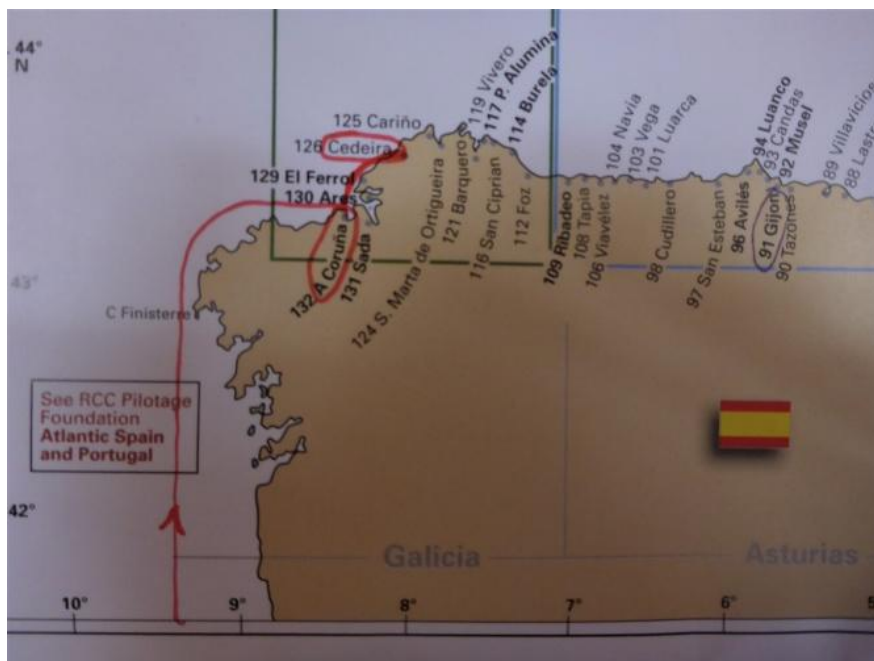 44°
N
119 Vivero
117 P. Alumina
114 Burela
125 Cariño
126 Cedeira
129 El Ferrol
130 Ares
132 A Coruña
131 Sada
124 S. Marta de Ortigueira
121 Barquero
116 San Ciprian
112 Foz
109 Ribadeo
108 Tapia
106 Viavélez
104 Navia
103 Vega
101 Luarca
98 Cudillero
97 San Esteban
96 Avilés
94 Luanco
93 Candas
92 Musel
91 Gijón
90 Tazones
89 Villavicios
88 Lastr
43°
C Finisterre
See RCC Pilotage
Foundation
Atlantic Spain
and Portugal
42°
Galicia
Asturias
10°
9°
8°
7°
6°
5